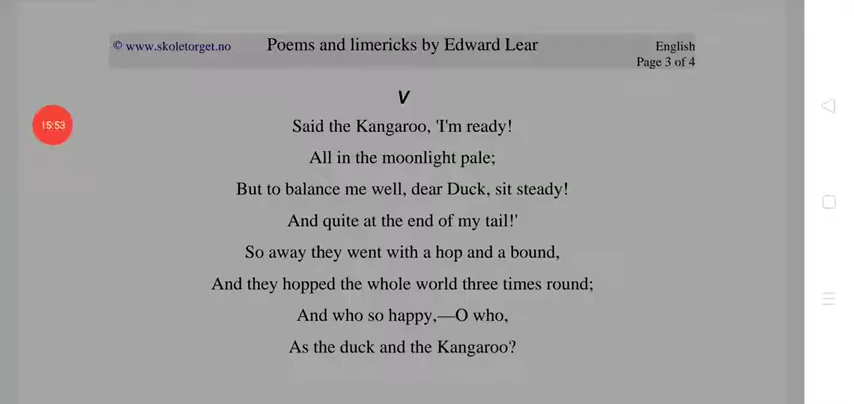 © www.skoletorget.no Poems and limericks by Edward Lear English
Page 3 of 4
V
15:53
Said the Kangaroo, 'I'm ready!
All in the moonlight pale;
But to balance me well, dear Duck, sit steady!
And quite at the end of my tail!'
So away they went with a hop and a bound,
And they hopped the whole world three times round;
And who so happy,—O who,
As the duck and the Kangaroo?